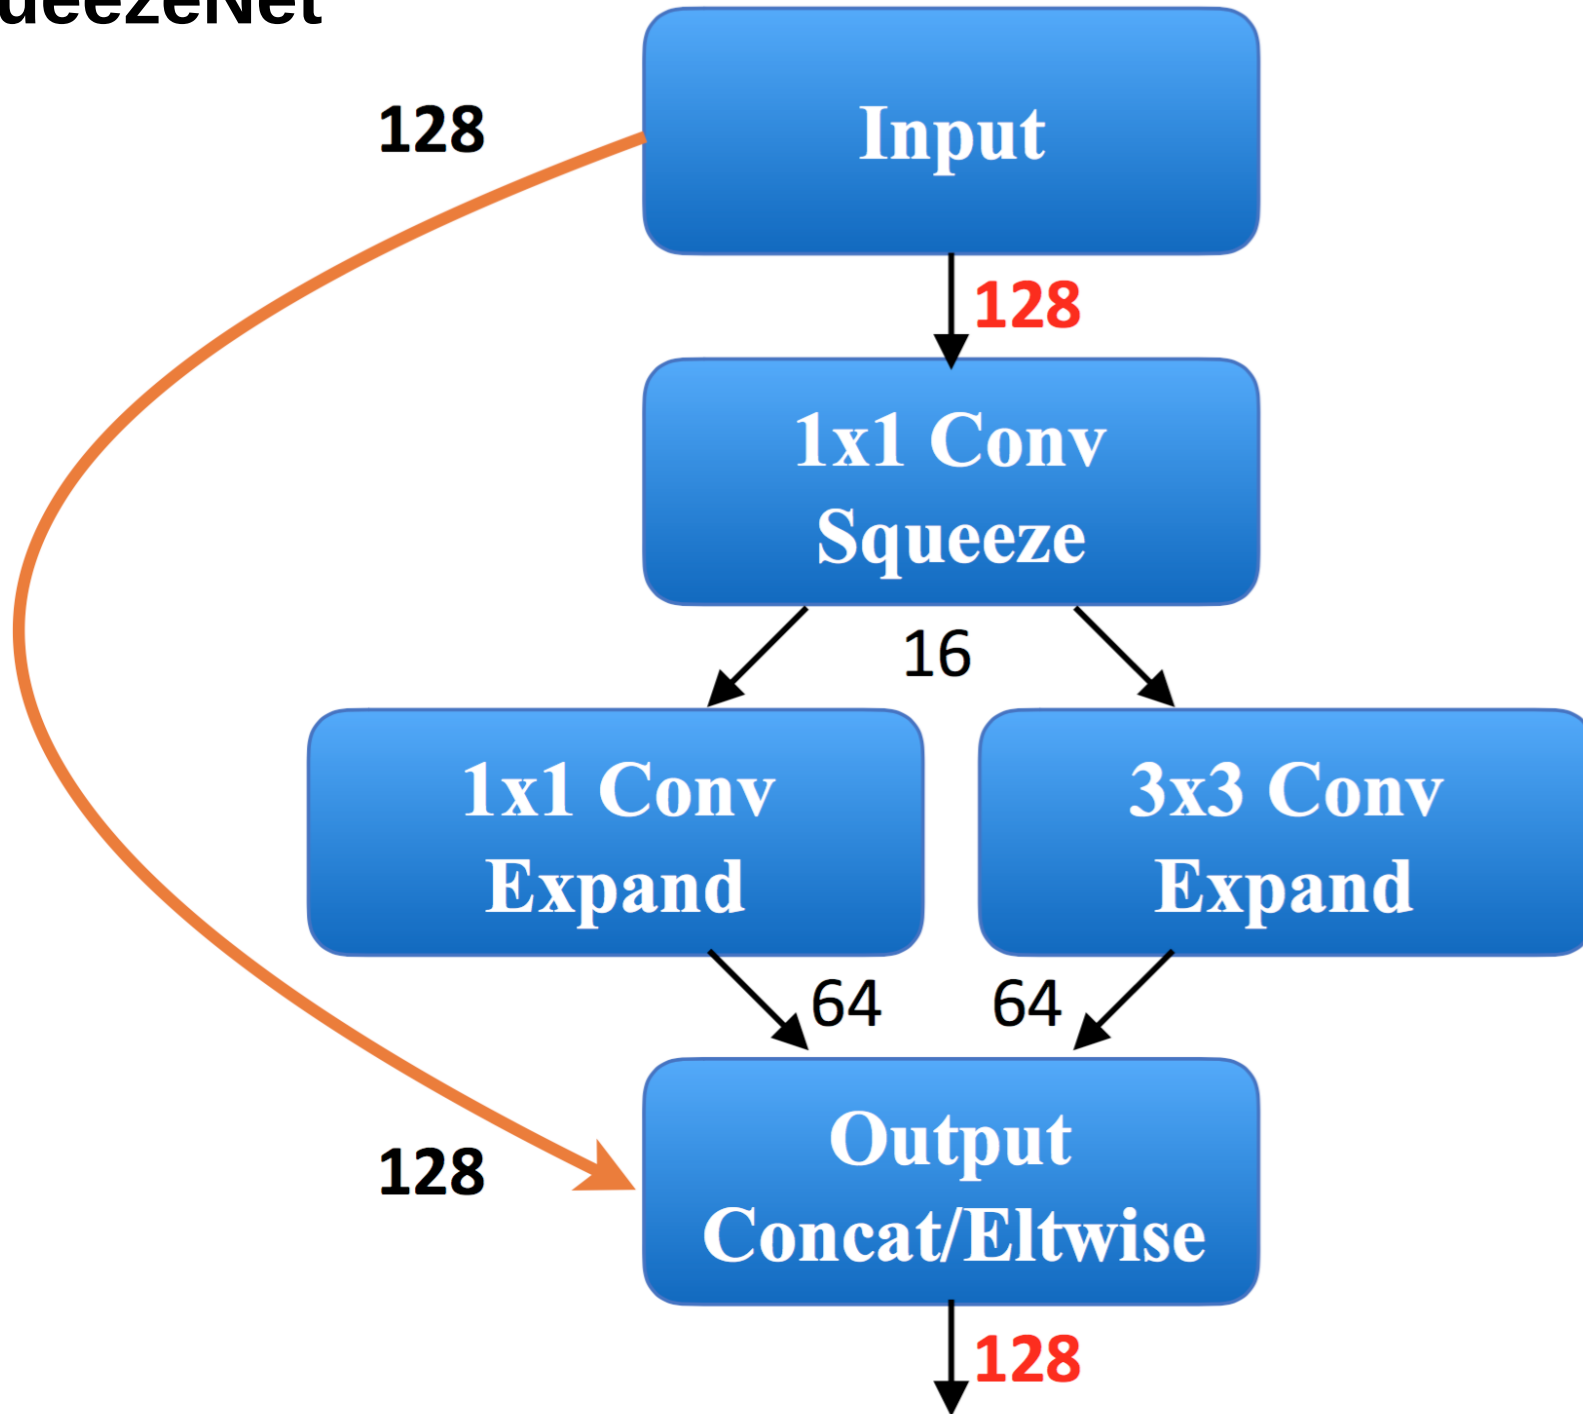 ueezeNet
128
Input
128
1x1 Conv
Squeeze
16
1x1 Conv
Expand
3x3 Conv
Expand
64
64
128
Output
Concat/Eltwise
128